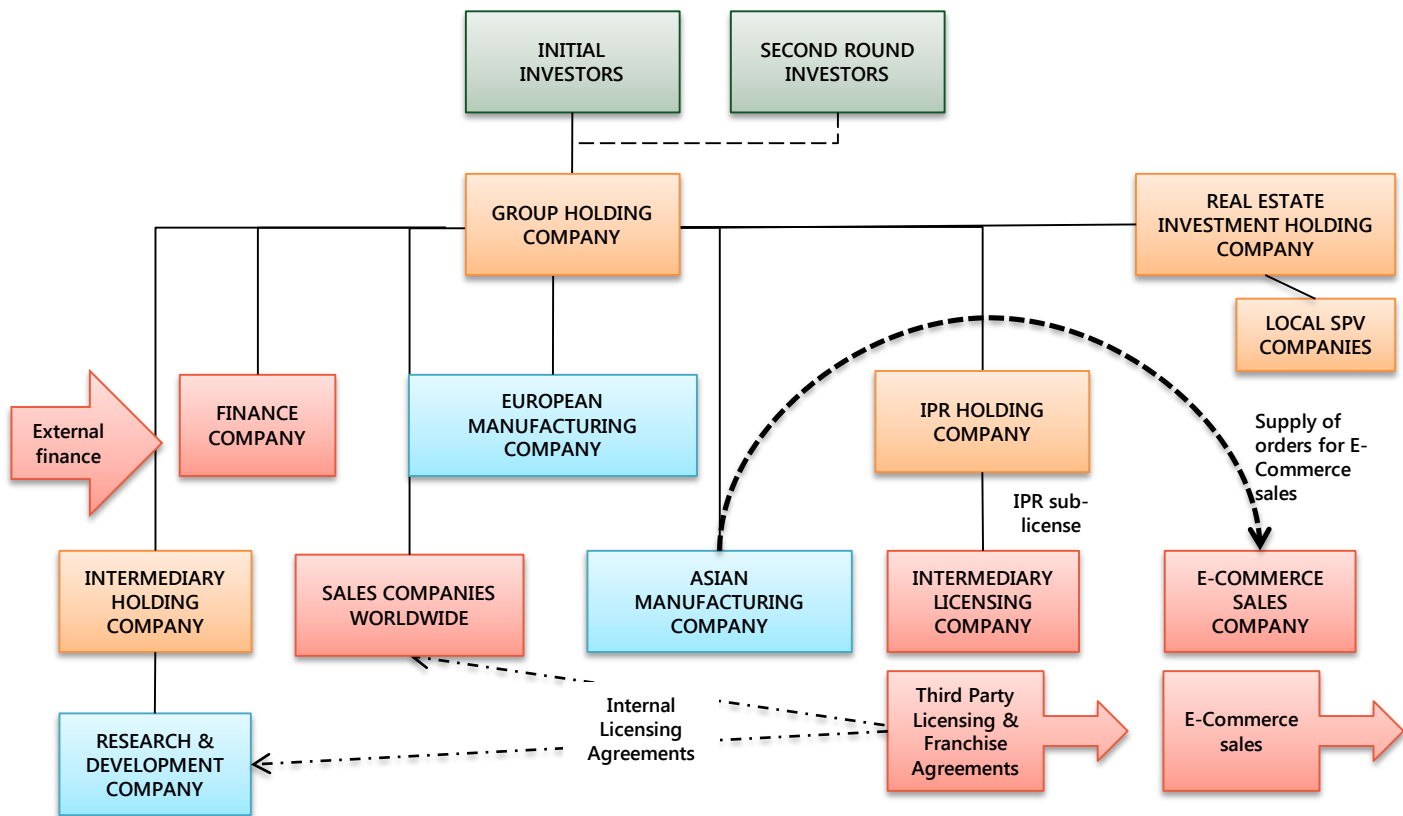 INITIAL
INVESTORS
SECOND ROUND
INVESTORS
GROUP HOLDING
COMPANY
REAL ESTATE
INVESTMENT HOLDING
COMPANY
LOCAL SPV
COMPANIES
External
finance
FINANCE
COMPANY
EUROPEAN
MANUFACTURING
COMPANY
IPR HOLDING
COMPANY
Supply of
orders for E-
Commerce
sales
IPR sub-
license
INTERMEDIARY
HOLDING
COMPANY
SALES COMPANIES
WORLDWIDE
ASIAN
MANUFACTURING
COMPANY
INTERMEDIARY
LICENSING
COMPANY
E-COMMERCE
SALES
COMPANY
RESEARCH &
DEVELOPMENT
COMPANY
Internal
Licensing
Agreements
Third Party
Licensing &
Franchise
Agreements
E-Commerce
sales